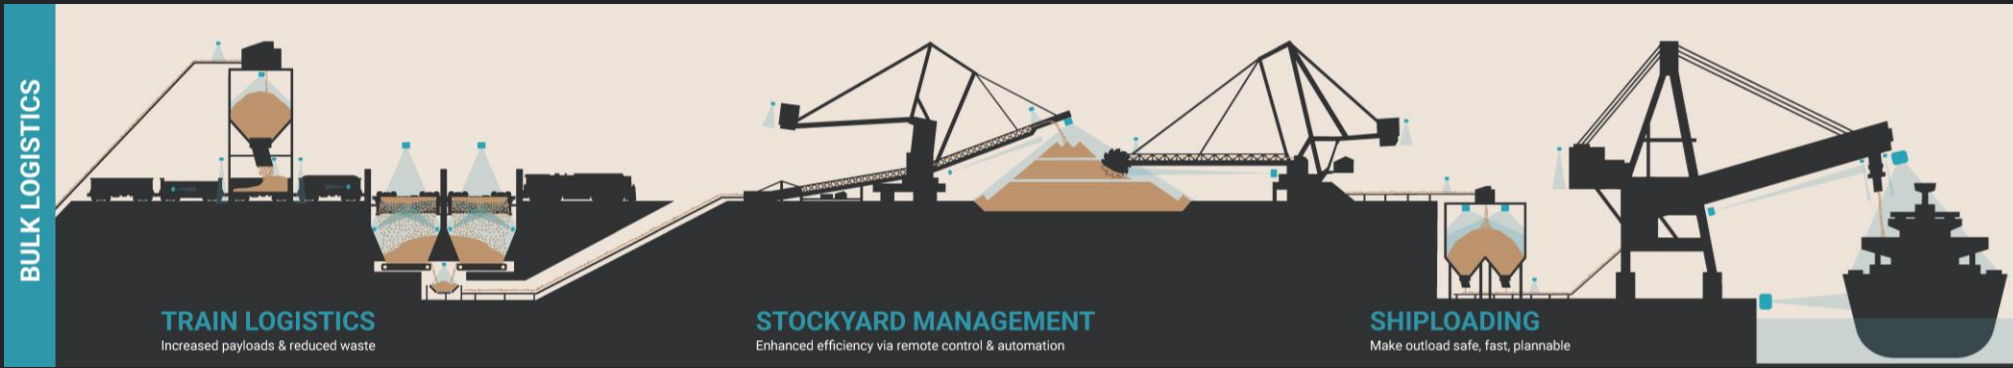 BULK LOGISTICS
TRAIN LOGISTICS
Increased payloads & reduced waste
STOCKYARD MANAGEMENT
Enhanced efficiency via remote control & automation
SHIPLOADING
Make outload safe, fast, plannable